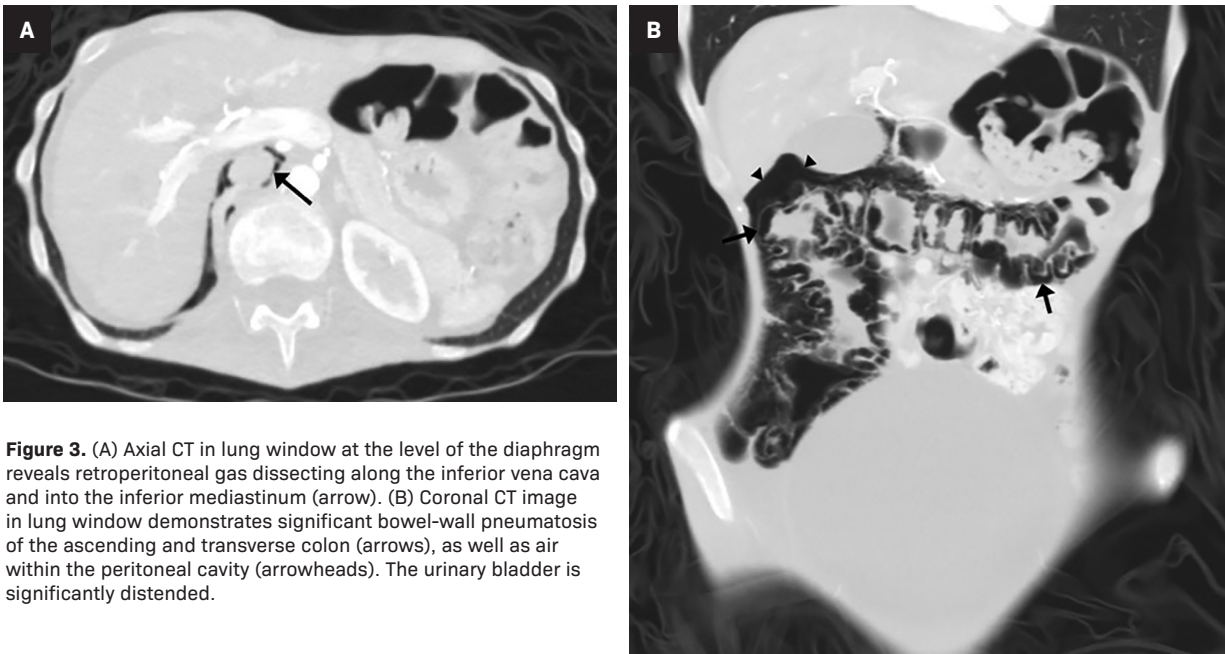 A
B
Figure 3. (A) Axial CT in lung window at the level of the diaphragm
reveals retroperitoneal gas dissecting along the inferior vena cava
and into the inferior mediastinum (arrow). (B) Coronal CT image
in lung window demonstrates significant bowel-wall pneumatosis
of the ascending and transverse colon (arrows), as well as air
within the peritoneal cavity (arrowheads). The urinary bladder is
significantly distended.